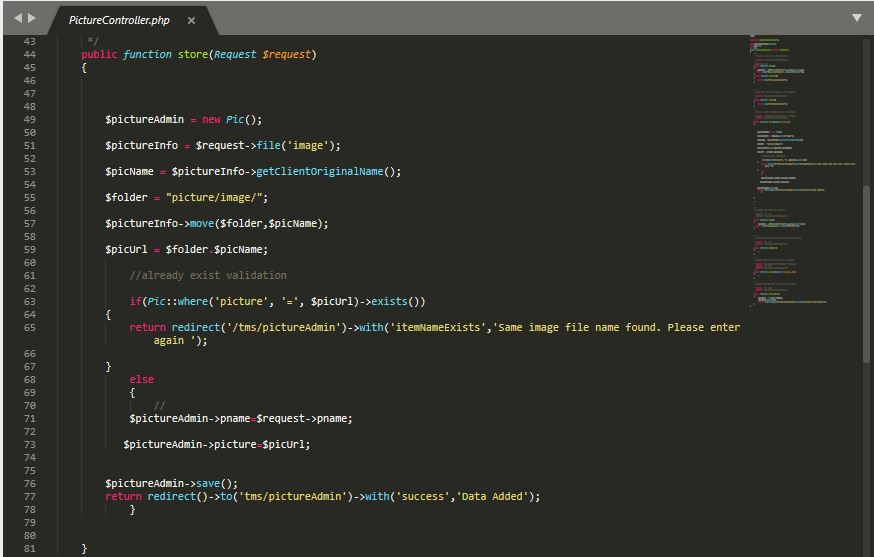 PictureController.php ×
43 */
44 public function store(Request $request)
45 {
46
47
48
49 $pictureAdmin = new Pic();
50
51 $pictureInfo = $request->file('image');
52
53 $picName = $pictureInfo->getClientOriginalName();
54
55 $folder = "picture/image/";
56
57 $pictureInfo->move($folder,$picName);
58
59 $picUrl = $folder.$picName;
60
61 //already exist validation
62
63 if(Pic::where('picture', '=', $picUrl)->exists())
64 {
65 return redirect('/tms/pictureAdmin')->with('itemNameExists','Same image file name found. Please enter
again ');
66
67 }
68 else
69 {
70 //
71 $pictureAdmin->pname=$request->pname;
72
73 $pictureAdmin->picture=$picUrl;
74
75
76 $pictureAdmin->save();
77 return redirect()->to('tms/pictureAdmin')->with('success','Data Added');
78 }
79
80
81 }